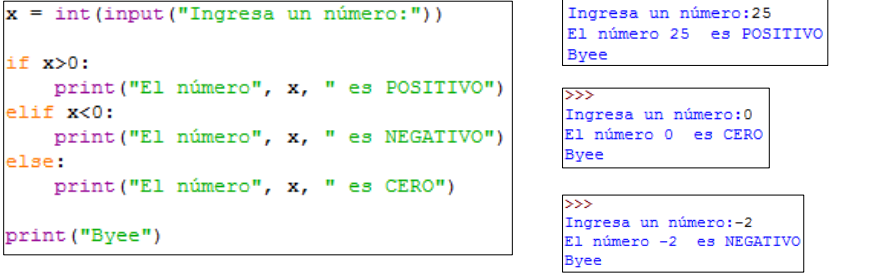 x = int(input("Ingresa un número:"))
if x>0:
    print("El número", x, " es POSITIVO")
elif x<0:
    print("El número", x, " es NEGATIVO")
else:
    print("El número", x, " es CERO")
print("Byee")
Ingresa un número:25
El número 25  es POSITIVO
Byee
>>>
Ingresa un número:0
El número 0  es CERO
Byee
>>>
Ingresa un número:-2
El número -2  es NEGATIVO
Byee